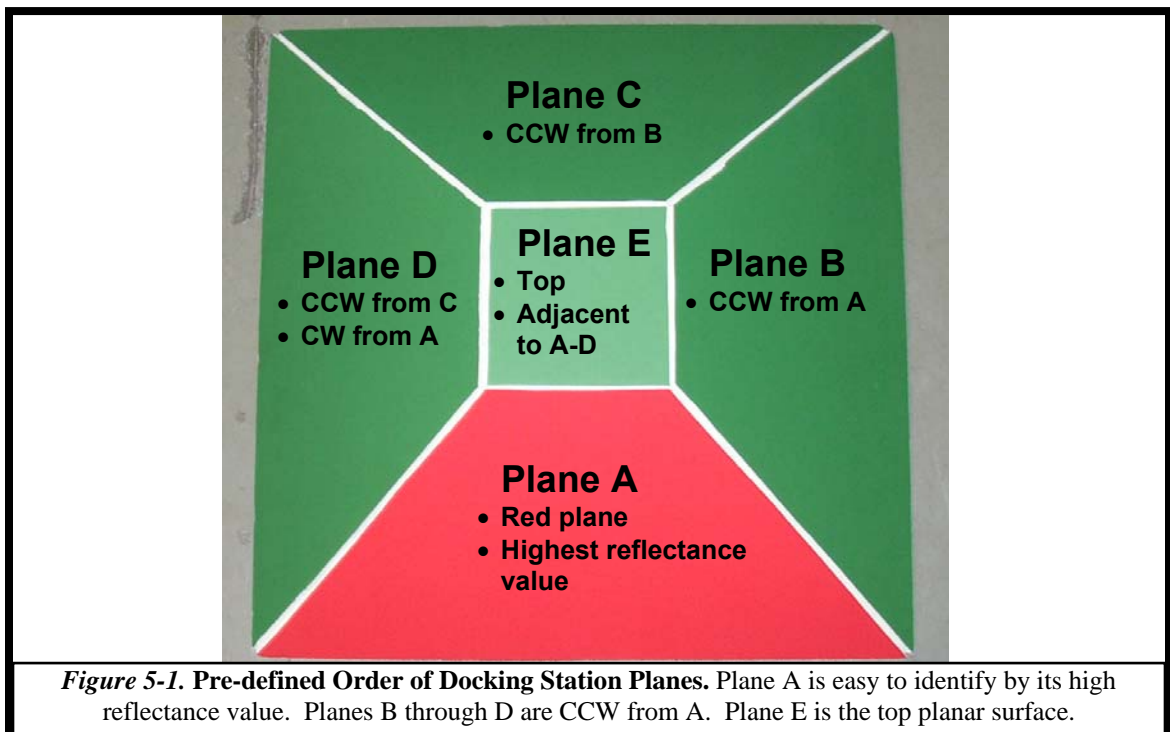 Plane C
• CCW from B
Plane D
• CCW from C
• CW from A
Plane E
• Top
• Adjacent
to A-D
Plane B
• CCW from A
Plane A
• Red plane
• Highest reflectance
value
Figure 5-1. Pre-defined Order of Docking Station Planes. Plane A is easy to identify by its high
reflectance value. Planes B through D are CCW from A. Plane E is the top planar surface.